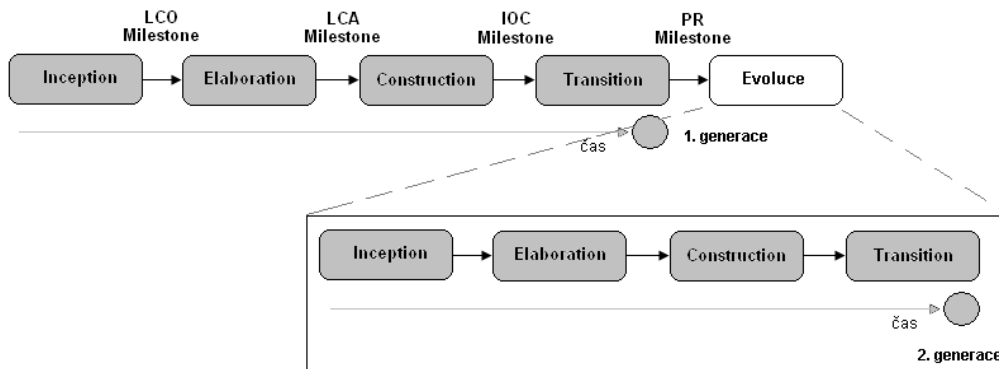 LCO
Milestone
LCA
Milestone
IOC
Milestone
PR
Milestone
Inception
Elaboration
Construction
Transition
Evoluce
čas
1. generace
Inception
Elaboration
Construction
Transition
čas
2. generace